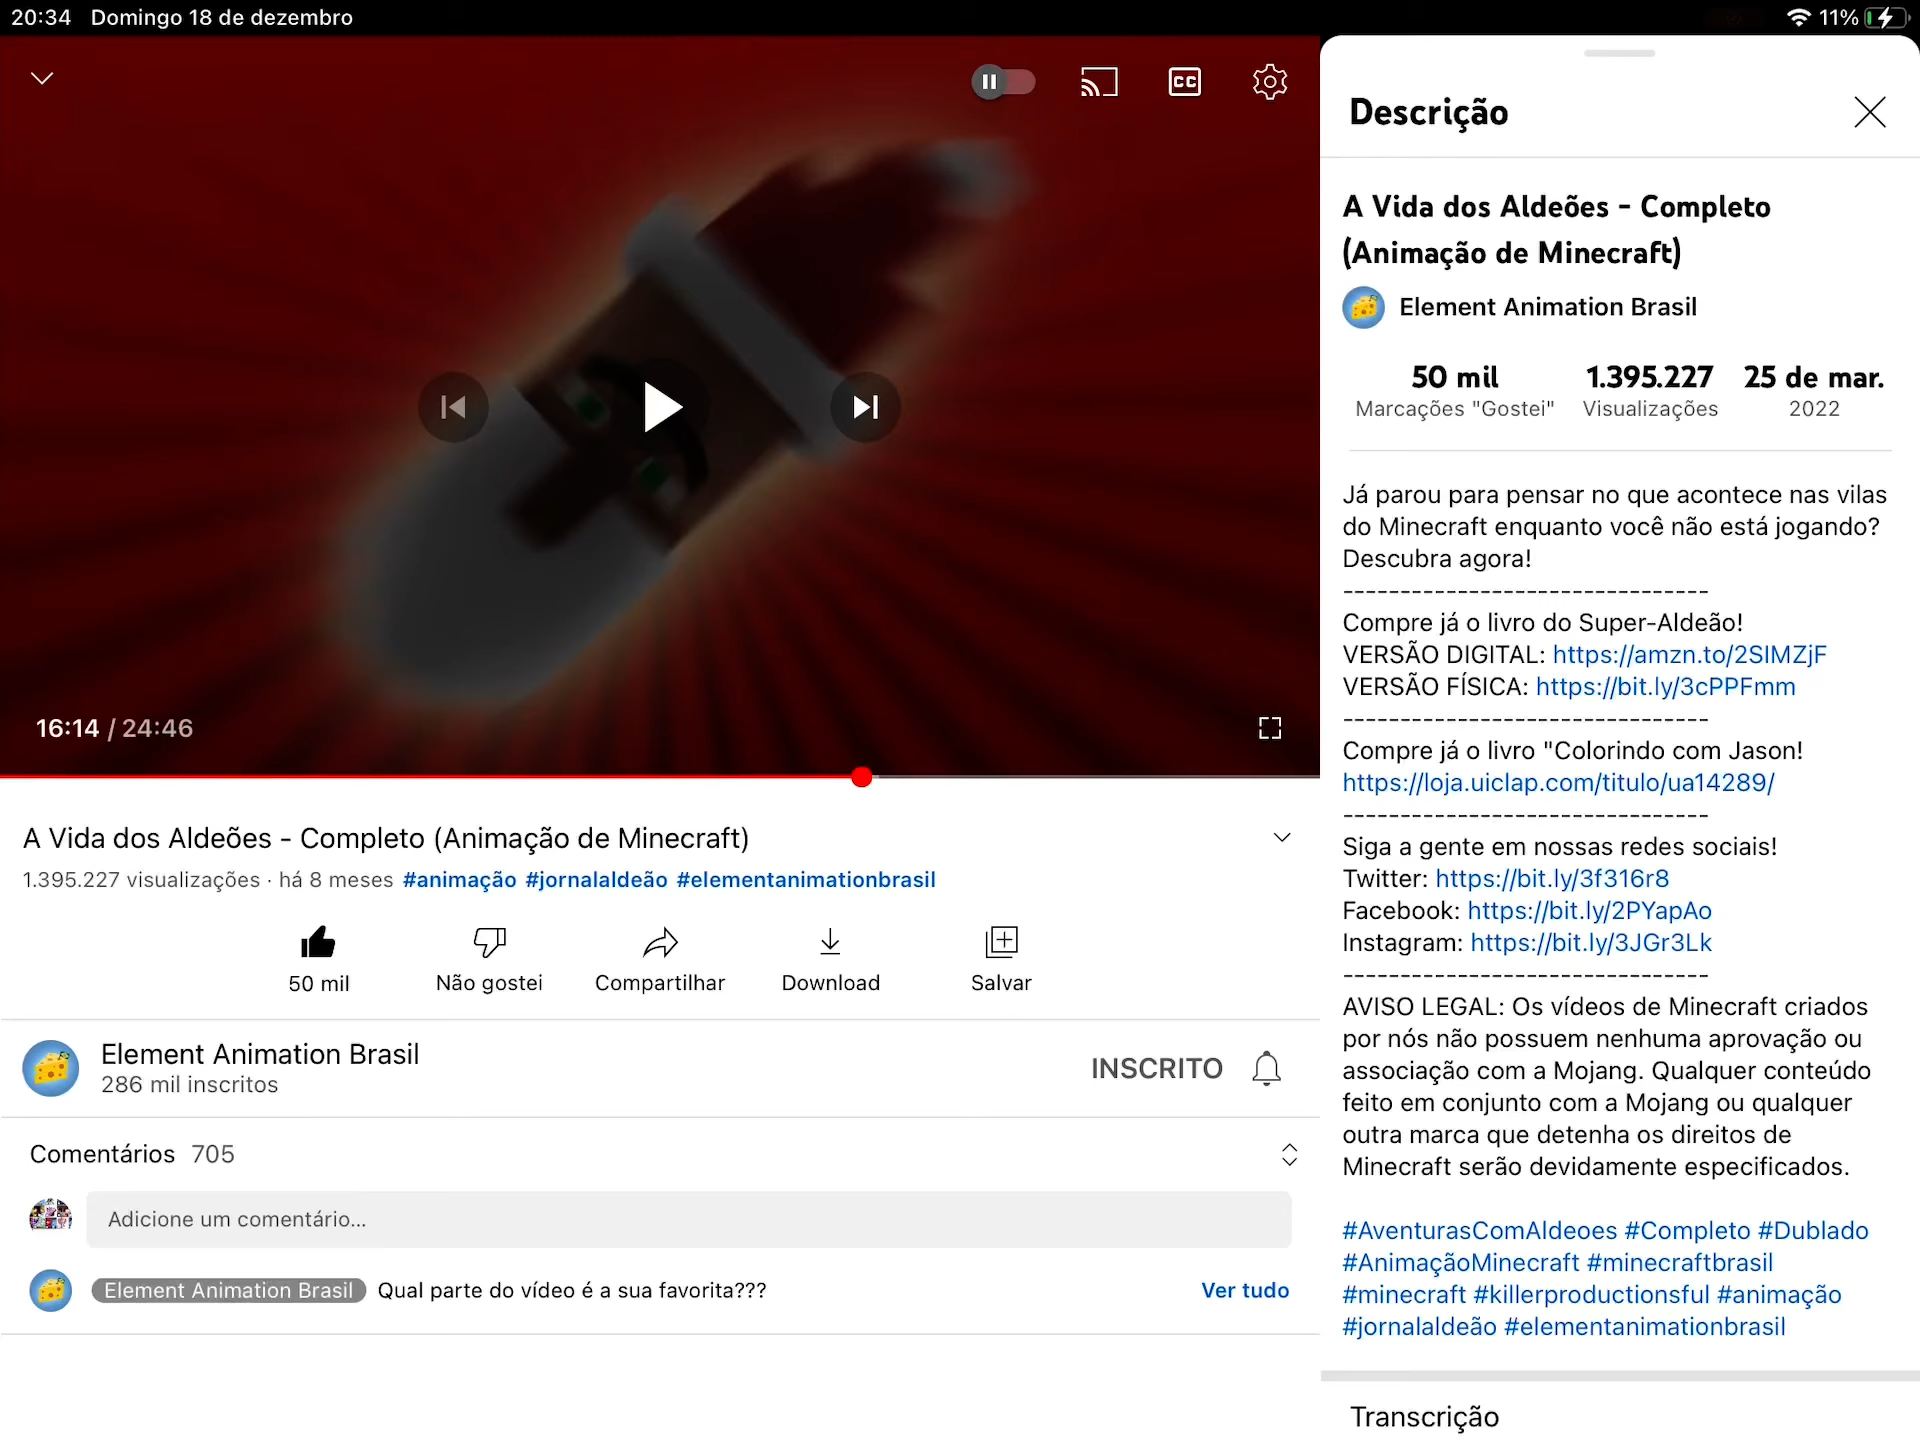 20:34 Domingo 18 de dezembro
11%
CC
16:14 / 24:46
A Vida dos Aldeões - Completo (Animação de Minecraft)
1.395.227 visualizações · há 8 meses #animação #jornalaldeão #elementanimationbrasil
50 mil
Não gostei
Compartilhar
Download
Salvar
Element Animation Brasil
286 mil inscritos
INSCRITO
Comentários 705
Adicione um comentário...
Element Animation Brasil Qual parte do vídeo é a sua favorita???
Ver tudo
Descrição
A Vida dos Aldeões - Completo
(Animação de Minecraft)
Element Animation Brasil
50 mil 1.395.227 25 de mar.
Marcações "Gostei" Visualizações 2022
Já parou para pensar no que acontece nas vilas
do Minecraft enquanto você não está jogando?
Descubra agora!
--------------------------------
Compre já o livro do Super-Aldeão!
VERSÃO DIGITAL: https://amzn.to/2SIMZjF
VERSÃO FÍSICA: https://bit.ly/3cPPFmm
--------------------------------
Compre já o livro "Colorindo com Jason!
https://loja.uiclap.com/titulo/ua14289/
--------------------------------
Siga a gente em nossas redes sociais!
Twitter: https://bit.ly/3f316r8
Facebook: https://bit.ly/2PYapAo
Instagram: https://bit.ly/3JGr3Lk
--------------------------------
AVISO LEGAL: Os vídeos de Minecraft criados
por nós não possuem nenhuma aprovação ou
associação com a Mojang. Qualquer conteúdo
feito em conjunto com a Mojang ou qualquer
outra marca que detenha os direitos de
Minecraft serão devidamente especificados.
#AventurasComAldeoes #Completo #Dublado
#AnimaçãoMinecraft #minecraftbrasil
#minecraft #killerproductionsful #animação
#jornalaldeão #elementanimationbrasil
Transcrição